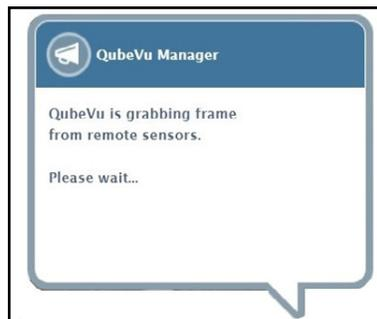 QubeVu Manager
QubeVu is grabbing frame
from remote sensors.
Please wait...